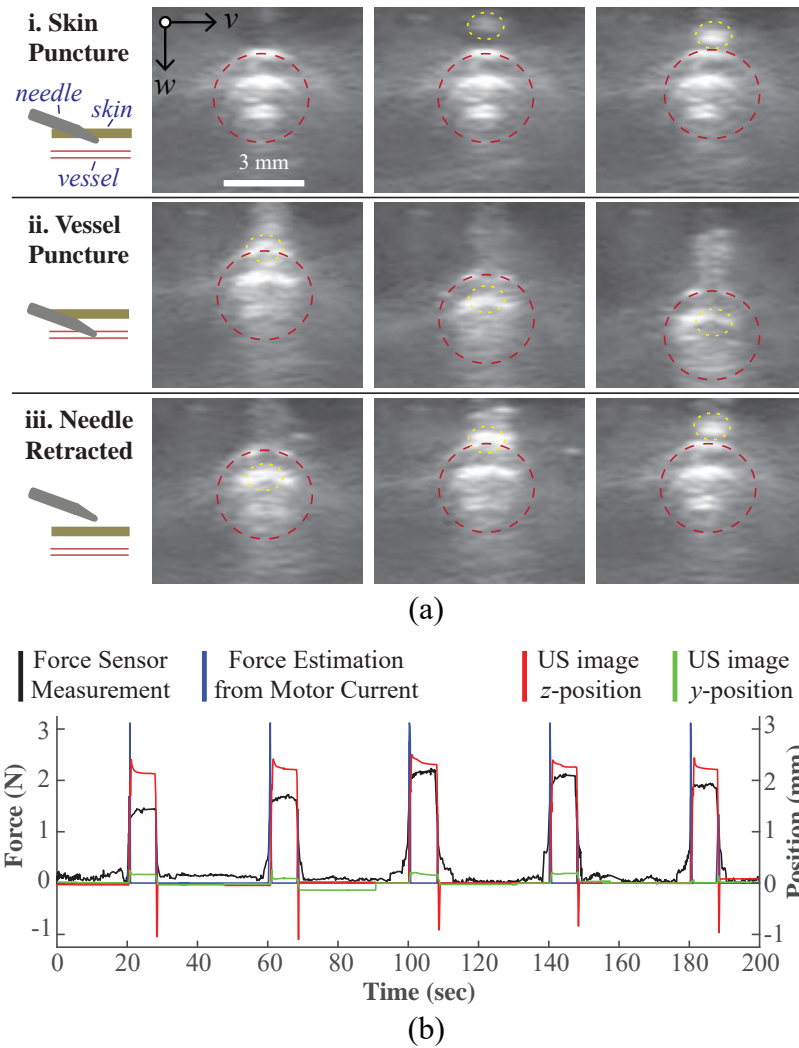 i. Skin
Puncture
needle
skin
vessel
v
w
3 mm
ii. Vessel
Puncture
iii. Needle
Retracted
(a)
Force Sensor
Measurement
Force Estimation
from Motor Current
US image
z-position
US image
y-position
Force (N)
3
2
1
0
-1
0 20 40 60 80 100 120 140 160 180 200
Time (sec)
3
2
1
0
-1
Position (mm)
(b)